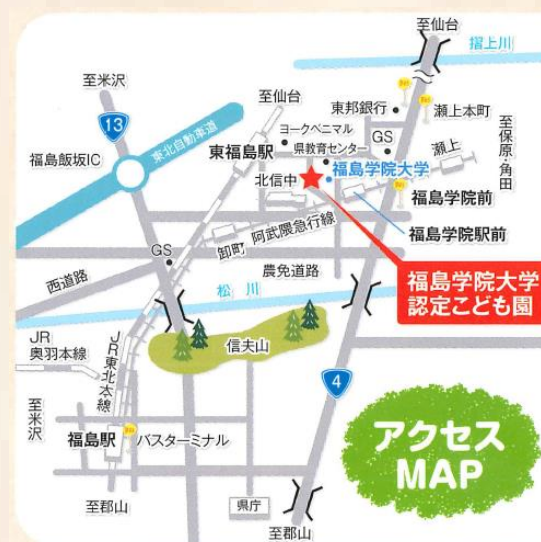 至仙台
摺上川
至米沢
13
東北自動車道
福島飯坂IC
至仙台
東邦銀行
瀬上本町
ヨークベニマル
GS
県教育センター
東福島駅
北信中
福島学院大学
瀬上
至保原・角田
福島学院前
福島学院駅前
阿武隈急行線
卸町
GS
西道路
農免道路
福島学院大学
認定こども園
松川
信夫山
JR
奥羽本線
JR東北本線
4
至米沢
福島駅
バスターミナル
アクセス
MAP
至郡山
県庁
至郡山